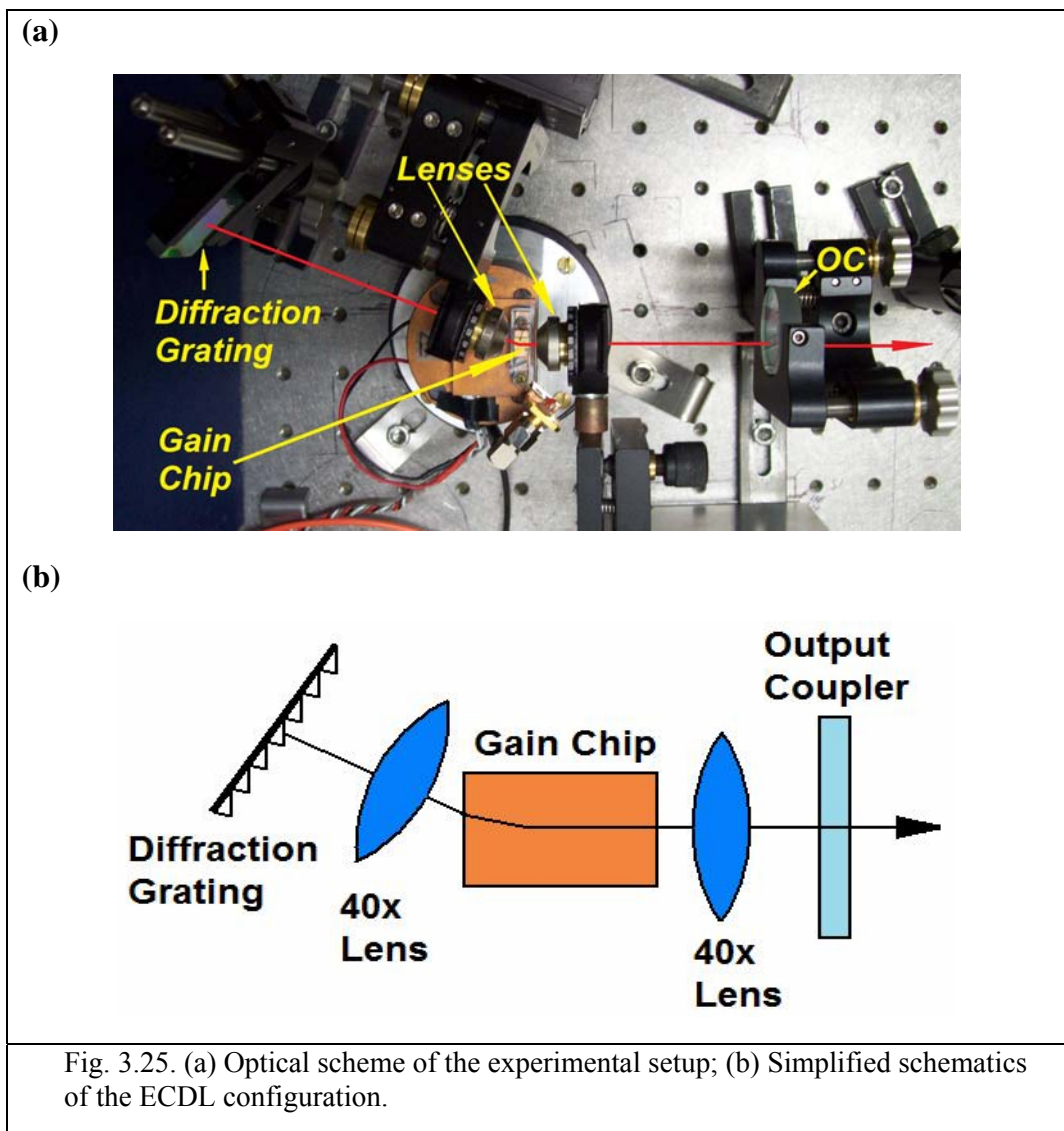 (a)
Lenses
OC
Diffraction
Grating
Gain
Chip
(b)
Output
Coupler
Gain Chip
Diffraction
Grating
40x
Lens
40x
Lens
Fig. 3.25. (a) Optical scheme of the experimental setup; (b) Simplified schematics
of the ECDL configuration.